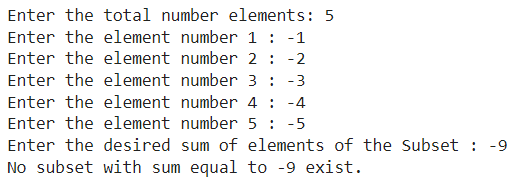 Enter the total number elements: 5
Enter the element number 1 : -1
Enter the element number 2 : -2
Enter the element number 3 : -3
Enter the element number 4 : -4
Enter the element number 5 : -5
Enter the desired sum of elements of the Subset : -9
No subset with sum equal to -9 exist.